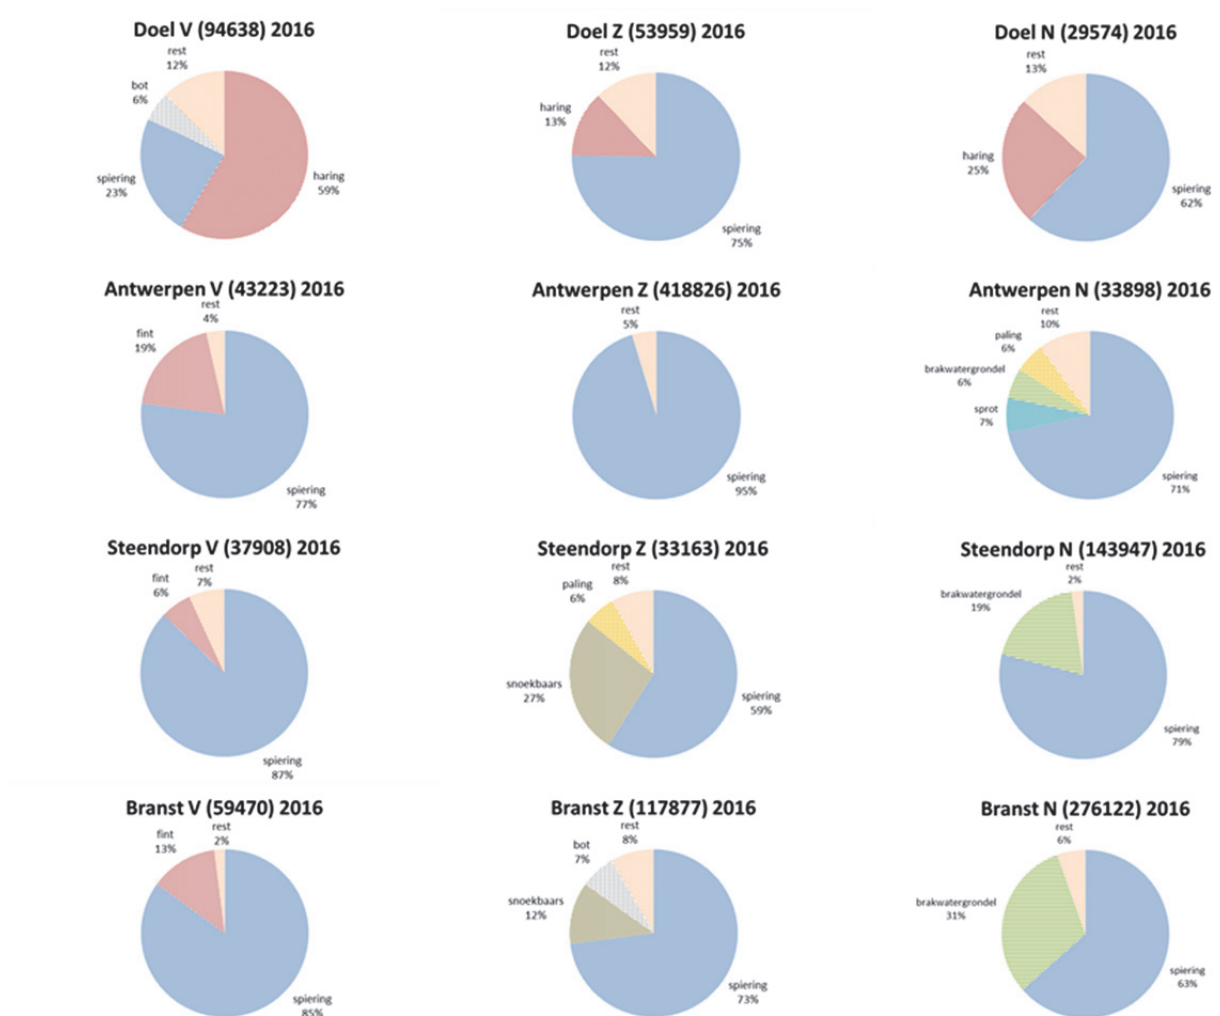 Doel V (94638) 2016
rest
12%
bot
6%
spiering
23%
haring
59%
Doel Z (53959) 2016
rest
12%
haring
13%
spiering
75%
Doel N (29574) 2016
rest
13%
haring
25%
spiering
62%
Antwerpen V (43223) 2016
rest
4%
fint
19%
spiering
77%
Antwerpen Z (418826) 2016
rest
5%
spiering
95%
Antwerpen N (33898) 2016
rest
10%
paling
6%
brakwatergrondel
6%
sprot
7%
spiering
71%
Steendorp V (37908) 2016
rest
7%
fint
6%
spiering
87%
Steendorp Z (33163) 2016
rest
8%
paling
6%
snoekbaars
27%
spiering
59%
Steendorp N (143947) 2016
rest
2%
brakwatergrondel
19%
spiering
79%
Branst V (59470) 2016
rest
2%
fint
13%
spiering
85%
Branst Z (117877) 2016
rest
8%
bot
7%
snoekbaars
12%
spiering
73%
Branst N (276122) 2016
rest
6%
brakwatergrondel
31%
spiering
63%